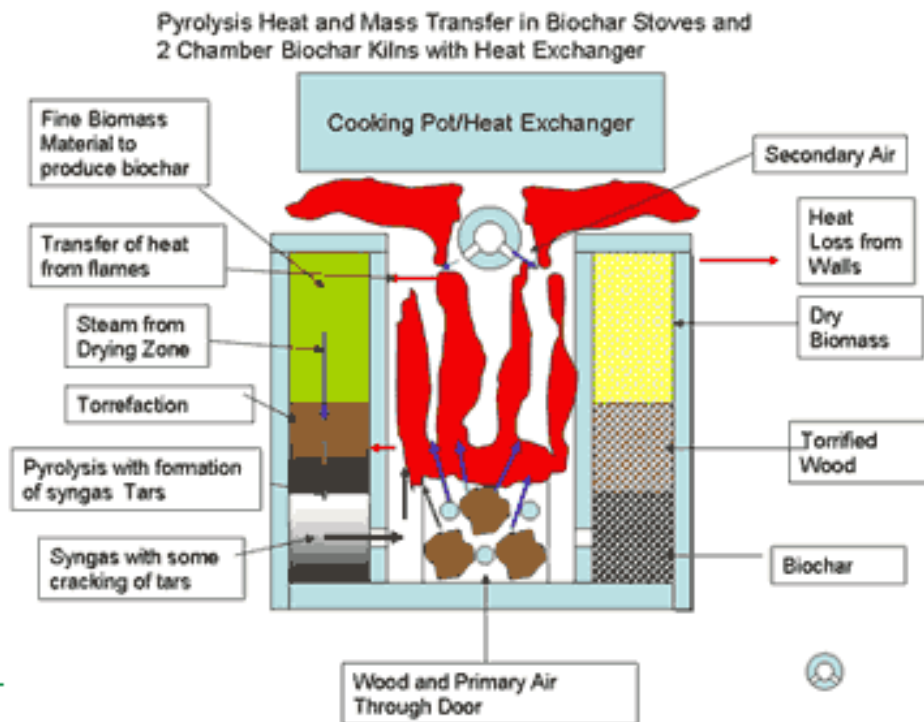 Pyrolysis Heat and Mass Transfer in Biochar Stoves and
2 Chamber Biochar Kilns with Heat Exchanger
Cooking Pot/Heat Exchanger
Fine Biomass
Material to
produce biochar
Transfer of heat
from flames
Steam from
Drying Zone
Torrefaction
Pyrolysis with formation
of syngas Tars
Syngas with some
cracking of tars
Secondary Air
Heat
Loss from
Walls
Dry
Biomass
Torrified
Wood
Biochar
Wood and Primary Air
Through Door